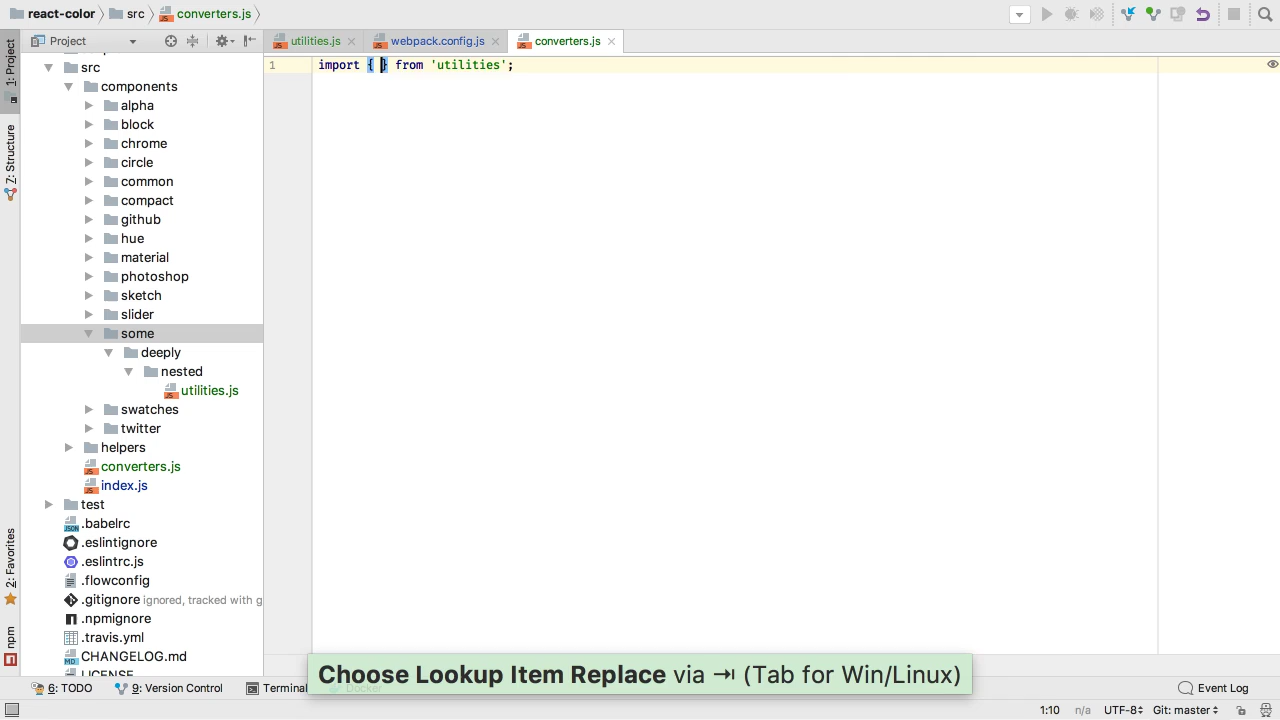 react-color src converters.js
Project
utilities.js
webpack.config.js
converters.js
1: Project
Z: Structure
2: Favorites
npm
src
components
alpha
block
chrome
circle
common
compact
github
hue
material
photoshop
sketch
slider
some
deeply
nested
utilities.js
swatches
twitter
helpers
converters.js
index.js
test
.babelrc
.eslintignore
.eslintrc.js
.flowconfig
.gitignore ignored, tracked with g
.npmignore
.travis.yml
CHANGELOG.md
LICENSE
1 import { } from 'utilities';
Choose Lookup Item Replace via ⇥ (Tab for Win/Linux)
6: TODO
9: Version Control
Terminal
Docker
Event Log
1:10 n/a UTF-8 Git: master